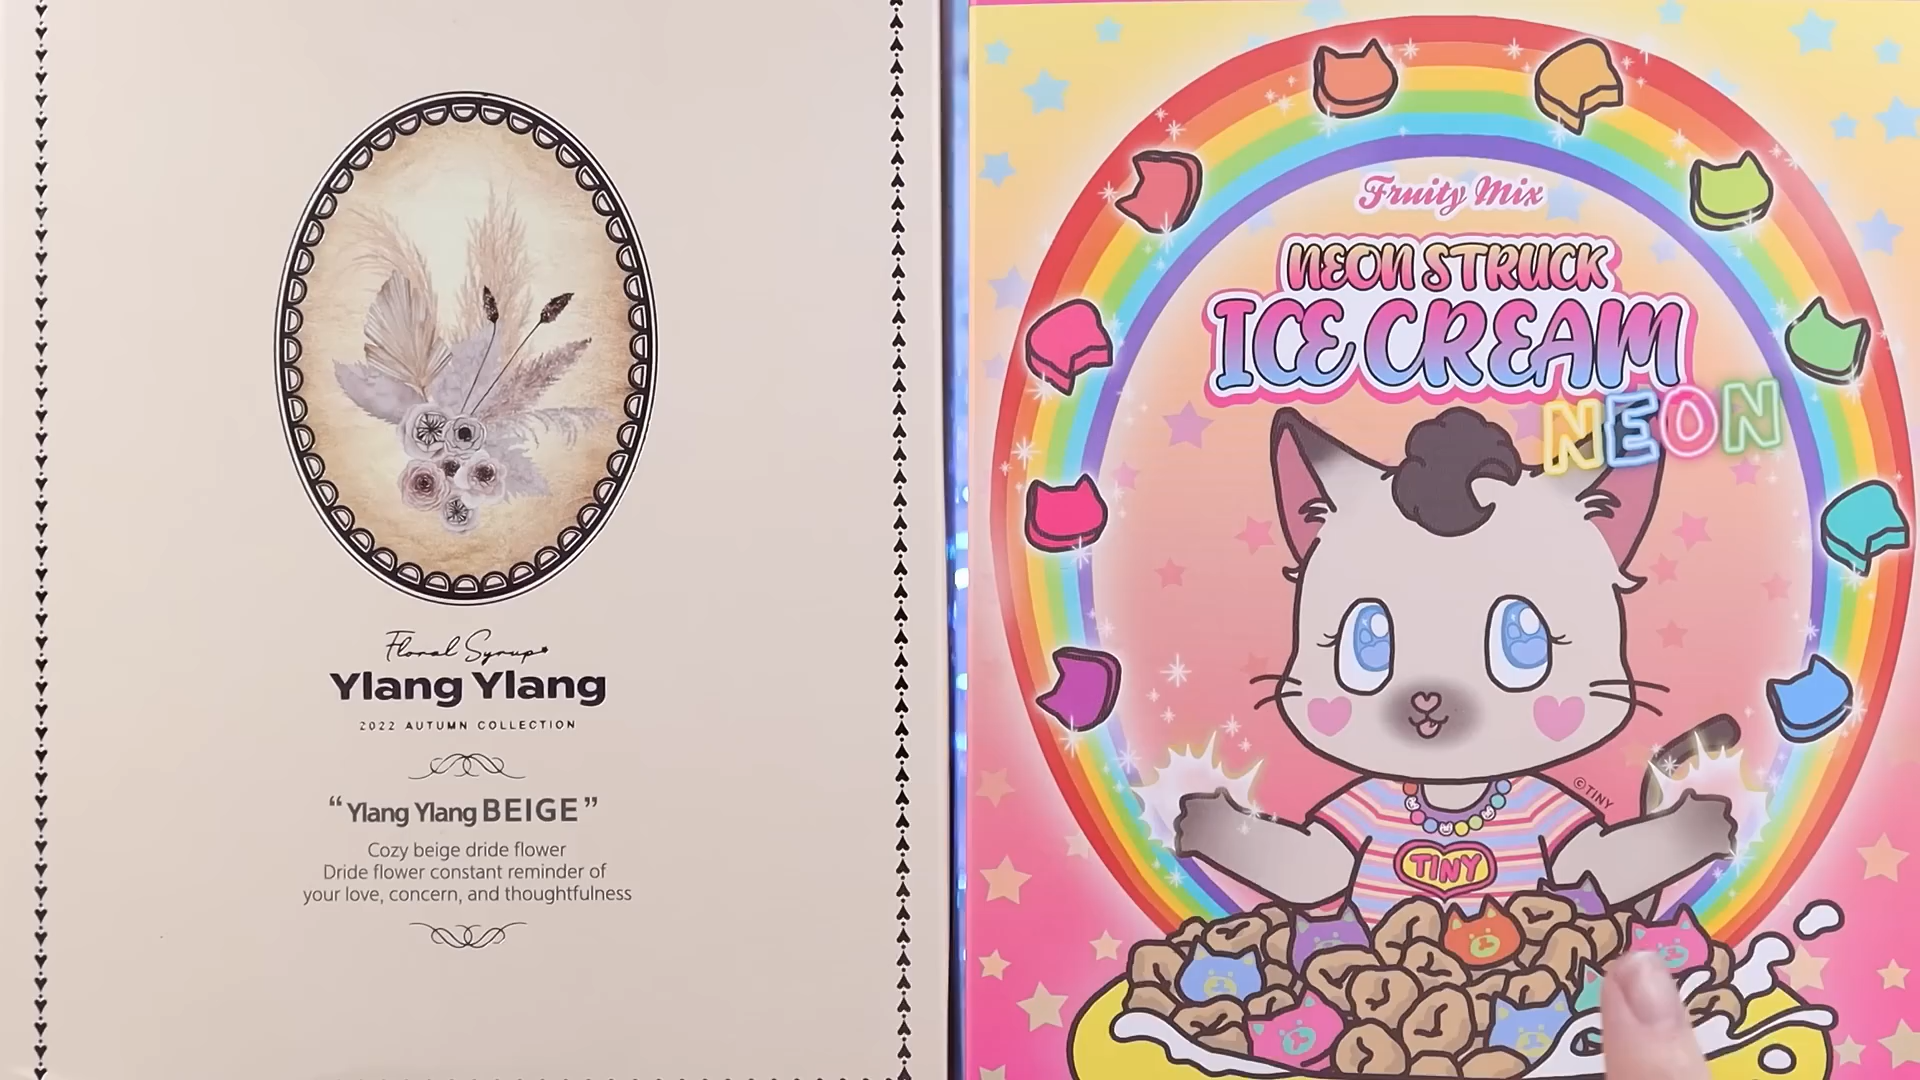 Floral Syrup
Ylang Ylang
2022 AUTUMN COLLECTION
“Ylang Ylang BEIGE”
Cozy beige dride flower
Dride flower constant reminder of
your love, concern, and thoughtfulness
Fruity Mix
NEON STRUCK
ICE CREAM
NEON
©TINY
TINY